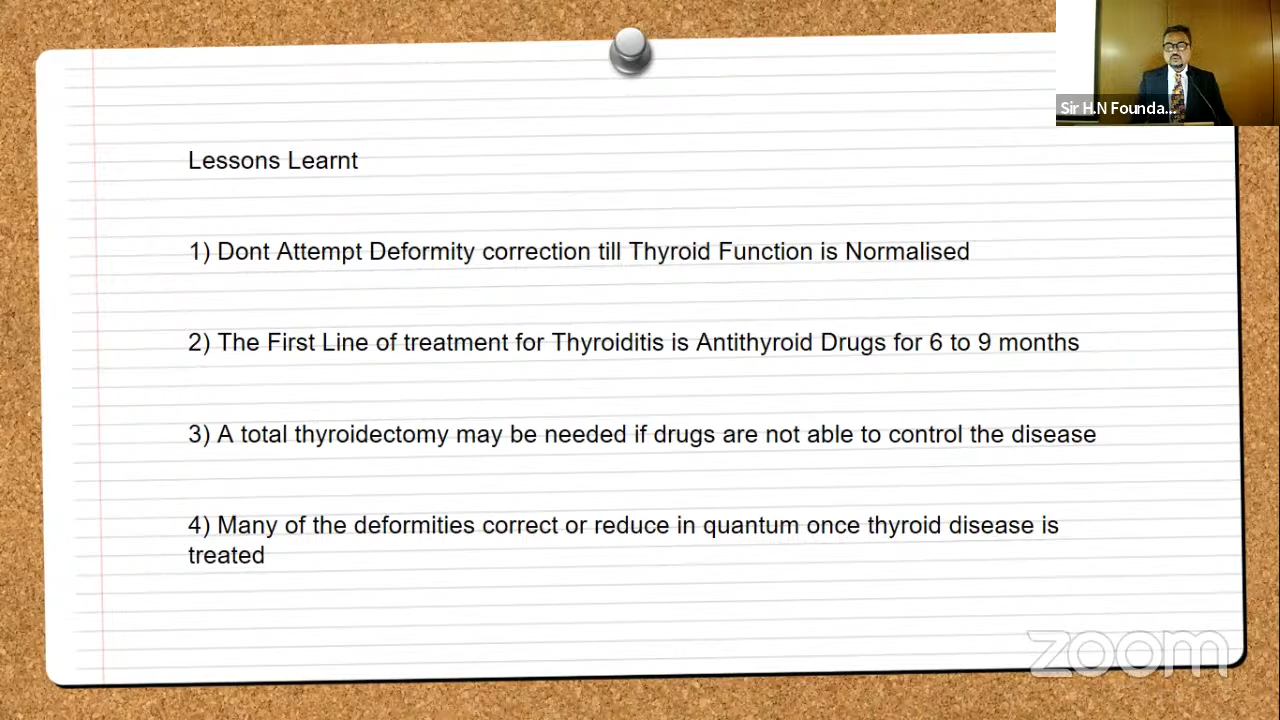 Sir H.N Founda...
Lessons Learnt
1) Dont Attempt Deformity correction till Thyroid Function is Normalised
2) The First Line of treatment for Thyroiditis is Antithyroid Drugs for 6 to 9 months
3) A total thyroidectomy may be needed if drugs are not able to control the disease
4) Many of the deformities correct or reduce in quantum once thyroid disease is
treated
zoom